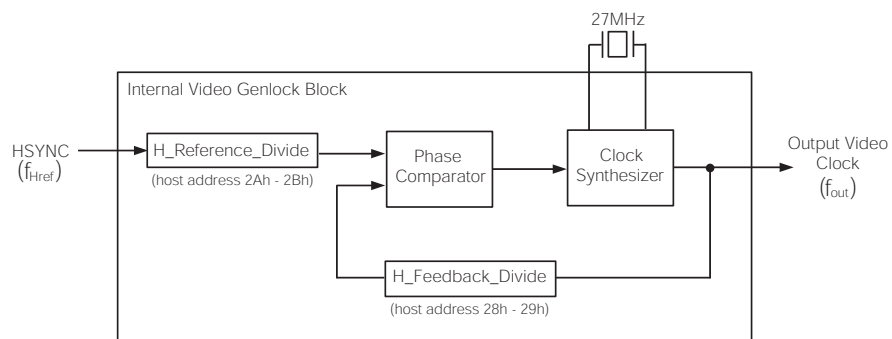 27MHz
Internal Video Genlock Block
HSYNC
(fHref)
H_Reference_Divide
(host address 2Ah - 2Bh)
Phase
Comparator
Clock
Synthesizer
Output Video
Clock
(fout)
H_Feedback_Divide
(host address 28h - 29h)